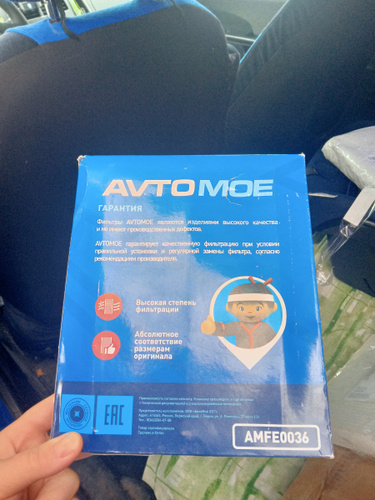 AVTOMOE
ГАРАНТИЯ
Фильтры AVTOMOE являются изделиями высокого качества
и не имеют производственных дефектов.
AVTOMOE гарантирует качественную фильтрацию при условии
правильной установки и регулярной замены фильтра, согласно
рекомендациям производителя.
Высокая степень
фильтрации
Абсолютное
соответствие
размерам
оригинала
EAC
AMFE0036